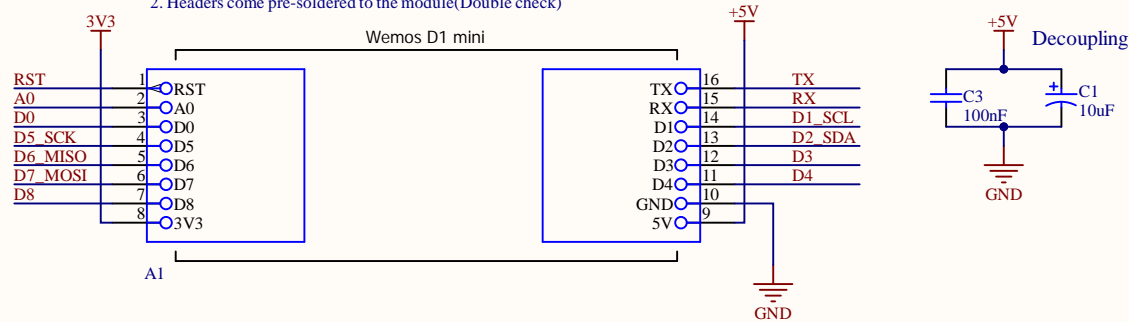 2. Headers come pre-soldered to the module(Double check)
3V3
Wemos D1 mini
+5V
+5V
Decoupling
RST 1 RST TX 16 TX
A0 2 A0 RX 15 RX
D0 3 D0 D1 14 D1_SCL
D5_SCK 4 D5 D2 13 D2_SDA
D6_MISO 5 D6 D3 12 D3
D7_MOSI 6 D7 D4 11 D4
D8 7 D8 GND 10
8 3V3 5V 9
C3
100nF
C1
10uF
GND
A1
GND